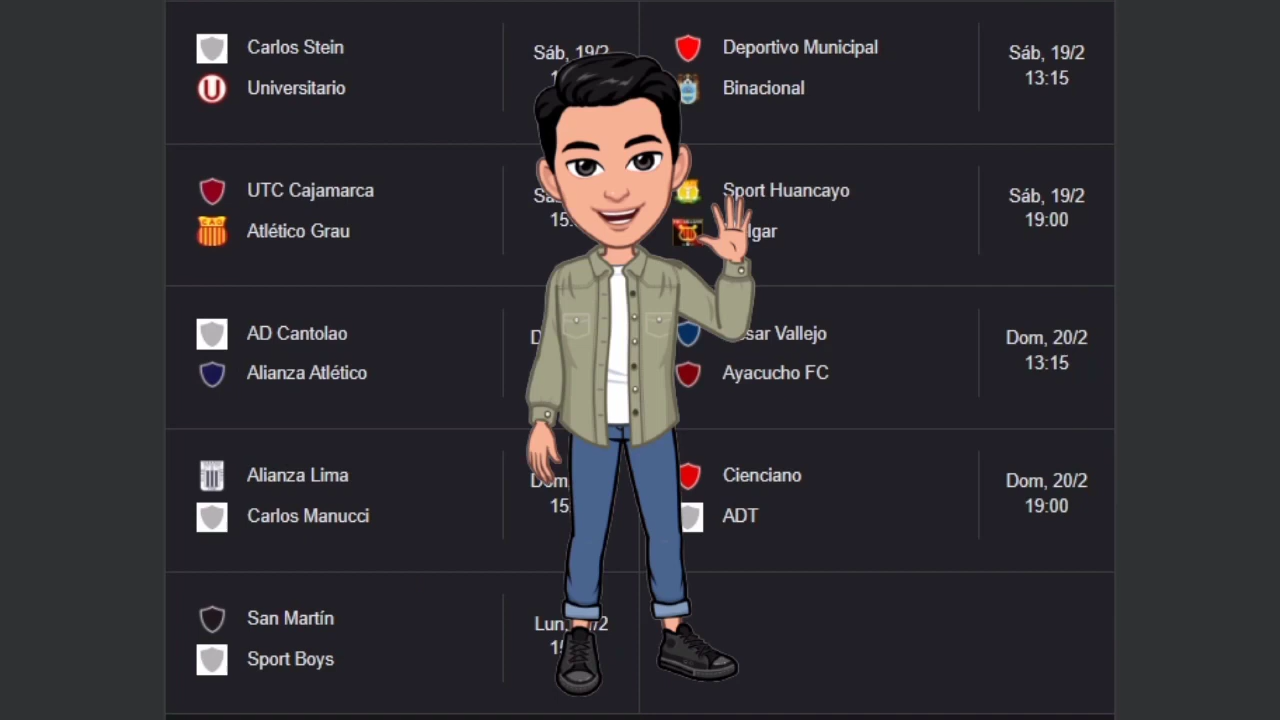 Carlos Stein
Universitario
Sáb, 19/2
Deportivo Municipal
Binacional
Sáb, 19/2
13:15
UTC Cajamarca
Atlético Grau
Sport Huancayo
Sáb, 19/2
19:00
AD Cantolao
Alianza Atlético
Ayacucho FC
Vallejo
Dom, 20/2
13:15
Alianza Lima
Carlos Manucci
Cienciano
ADT
Dom, 20/2
19:00
San Martín
Sport Boys
Lun,